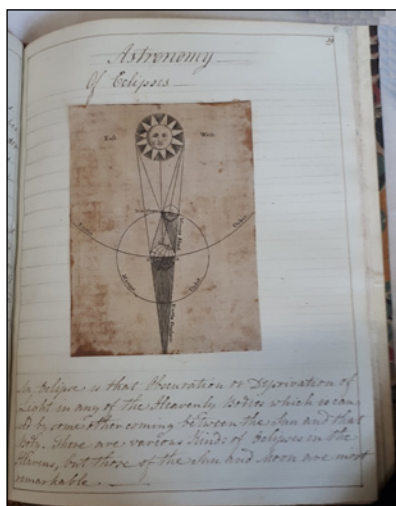 Astronomy
Of Eclipses
An Eclipse is that Obscuration or Deprivation of
Light in any of the Heavenly Bodies which is cau
ed by some other coming between the Sun and that
Body. There are various Kinds of Eclipses in the
Heavens, but those of the Sun and Moon are most
remarkable.